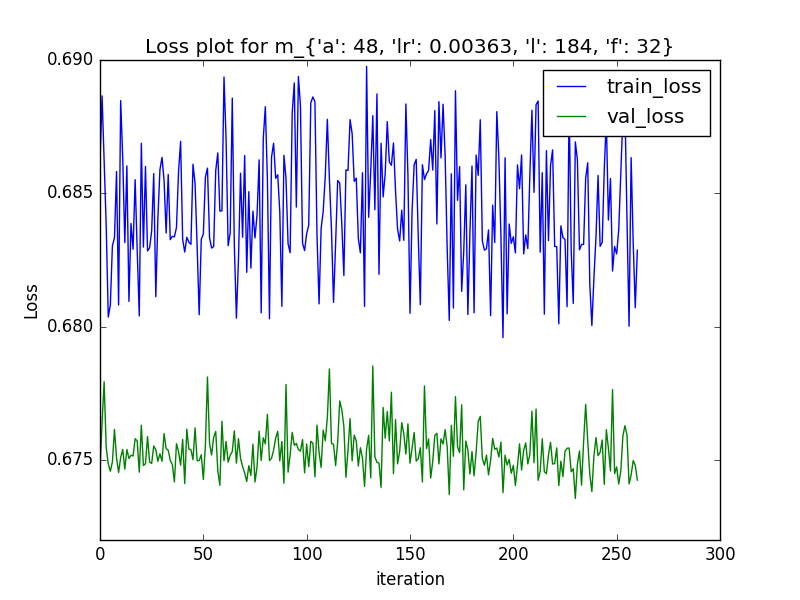 Loss plot for m_{'a': 48, 'lr': 0.00363, 'l': 184, 'f': 32}
0.690
0.685
0.680
0.675
Loss
train_loss
val_loss
0
50
100
150
200
250
300
iteration